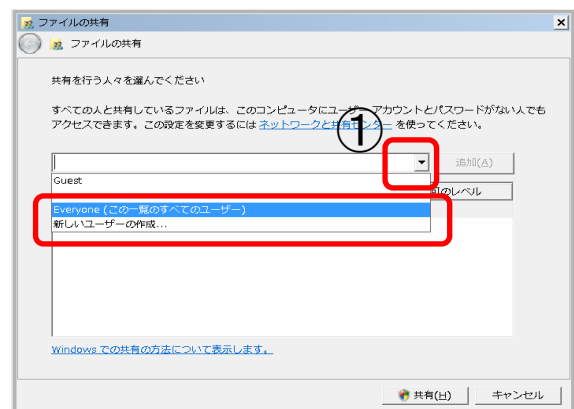 ファイルの共有
ファイルの共有
共有を行う人々を選んでください
すべての人と共有しているファイルは、このコンピュータにユーザー アカウントとパスワードがない人でも
アクセスできます。この設定を変更するには ネットワークと共有センター を使ってください。
①
追加(A)
Guest
可のレベル
Everyone (この一覧のすべてのユーザー)
新しいユーザーの作成...
Windows での共有の方法について表示します。
共有(H)
キャンセル